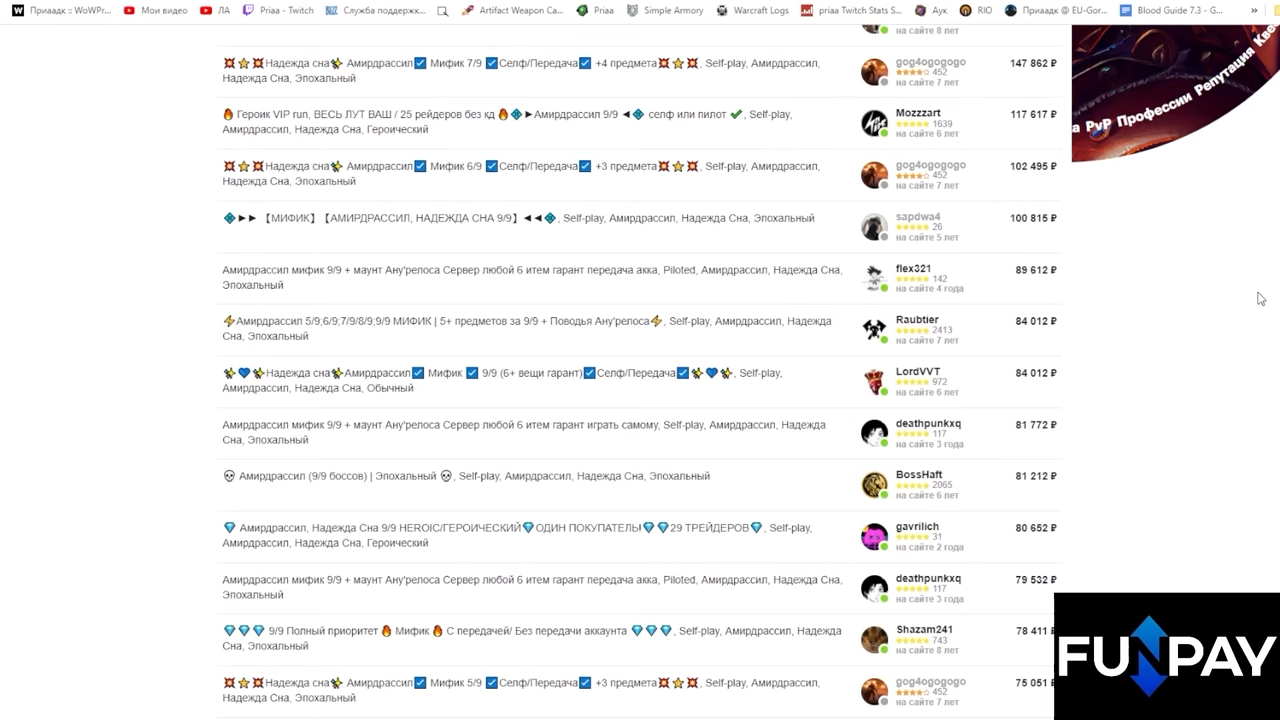 Приаадк :: WoWPr...
Мои видео
ЛА
Priaa - Twitch
Служба поддержк...
Artifact Weapon Ca...
Priaa
Simple Armory
Warcraft Logs
priaa Twitch Stats S...
Аук
RIO
Приаадк @ EU-Gor...
Blood Guide 7.3 - G...
»
на сайте 8 лет
💥⭐💥Надежда сна✨ Амирдрассил☑ Мифик 7/9 ☑Селф/Передача☑ +4 предмета💥⭐💥, Self-play, Амирдрассил,
Надежда Сна, Эпохальный
gog4ogogogo
452
на сайте 7 лет
147 862 ₽
🔥 Героик VIP run, ВЕСЬ ЛУТ ВАШ / 25 рейдеров без кд 🔥💠►Амирдрассил 9/9 ◄💠 селф или пилот ✔, Self-play,
Амирдрассил, Надежда Сна, Героический
Mozzzart
1639
на сайте 6 лет
117 617 ₽
💥⭐💥Надежда сна✨ Амирдрассил☑ Мифик 6/9 ☑Селф/Передача☑ +3 предмета💥⭐💥, Self-play, Амирдрассил,
Надежда Сна, Эпохальный
gog4ogogogo
452
на сайте 7 лет
102 495 ₽
💠►► 【МИФИК】【АМИРДРАССИЛ, НАДЕЖДА СНА 9/9】◄◄💠, Self-play, Амирдрассил, Надежда Сна, Эпохальный
sapdwa4
26
на сайте 5 лет
100 815 ₽
Амирдрассил мифик 9/9 + маунт Ану'релоса Сервер любой 6 итем гарант передача акка, Piloted, Амирдрассил, Надежда Сна,
Эпохальный
flex321
142
на сайте 4 года
89 612 ₽
⚡Амирдрассил 5/9;6/9;7/9/8/9;9/9 МИФИК | 5+ предметов за 9/9 + Поводья Ану'релоса⚡, Self-play, Амирдрассил, Надежда
Сна, Эпохальный
Raubtier
2413
на сайте 7 лет
84 012 ₽
✨💙✨Надежда сна✨Амирдрассил☑ Мифик ☑ 9/9 (6+ вещи гарант)☑Селф/Передача☑✨💙✨, Self-play,
Амирдрассил, Надежда Сна, Обычный
LordVVT
972
на сайте 6 лет
84 012 ₽
Амирдрассил мифик 9/9 + маунт Ану'релоса Сервер любой 6 итем гарант играть самому, Self-play, Амирдрассил, Надежда
Сна, Эпохальный
deathpunkxq
117
на сайте 3 года
81 772 ₽
💀 Амирдрассил (9/9 боссов) | Эпохальный 💀, Self-play, Амирдрассил, Надежда Сна, Эпохальный
BossHaft
2065
на сайте 6 лет
81 212 ₽
💎 Амирдрассил, Надежда Сна 9/9 HEROIC/ГЕРОИЧЕСКИЙ💎ОДИН ПОКУПАТЕЛЬ!💎 💎29 ТРЕЙДЕРОВ💎, Self-play,
Амирдрассил, Надежда Сна, Героический
gavrilich
31
на сайте 2 года
80 652 ₽
Амирдрассил мифик 9/9 + маунт Ану'релоса Сервер любой 6 итем гарант передача акка, Piloted, Амирдрассил, Надежда Сна,
Эпохальный
deathpunkxq
117
на сайте 3 года
79 532 ₽
💎💎💎 9/9 Полный приоритет 🔥 Мифик 🔥 С передачей/ Без передачи аккаунта 💎💎💎, Self-play, Амирдрассил, Надежда
Сна, Эпохальный
Shazam241
743
на сайте 8 лет
78 411 ₽
💥⭐💥Надежда сна✨ Амирдрассил☑ Мифик 5/9 ☑Селф/Передача☑ +3 предмета💥⭐💥, Self-play, Амирдрассил,
Надежда Сна, Эпохальный
gog4ogogogo
452
на сайте 7 лет
75 051 ₽
а PvP Профессии Репутация Кве
FUNPAY